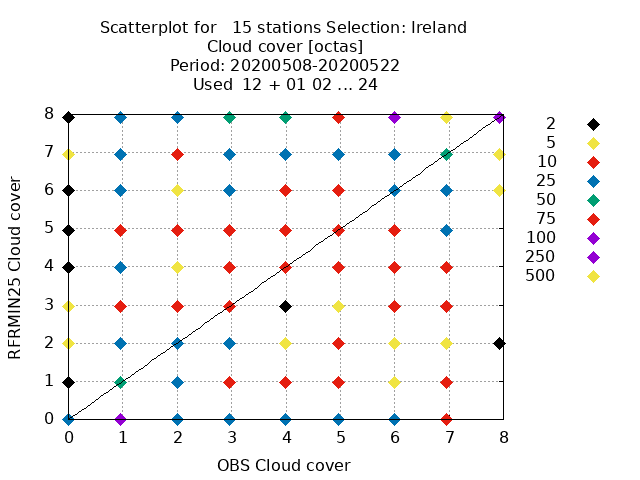 Scatterplot for   15 stations Selection: Ireland
Cloud cover [octas]
Period: 20200508-20200522
Used  12 + 01 02 ... 24
RFRMIN25 Cloud cover
8
7
6
5
4
3
2
1
0
0 1 2 3 4 5 6 7 8
OBS Cloud cover
2
5
10
25
50
75
100
250
500